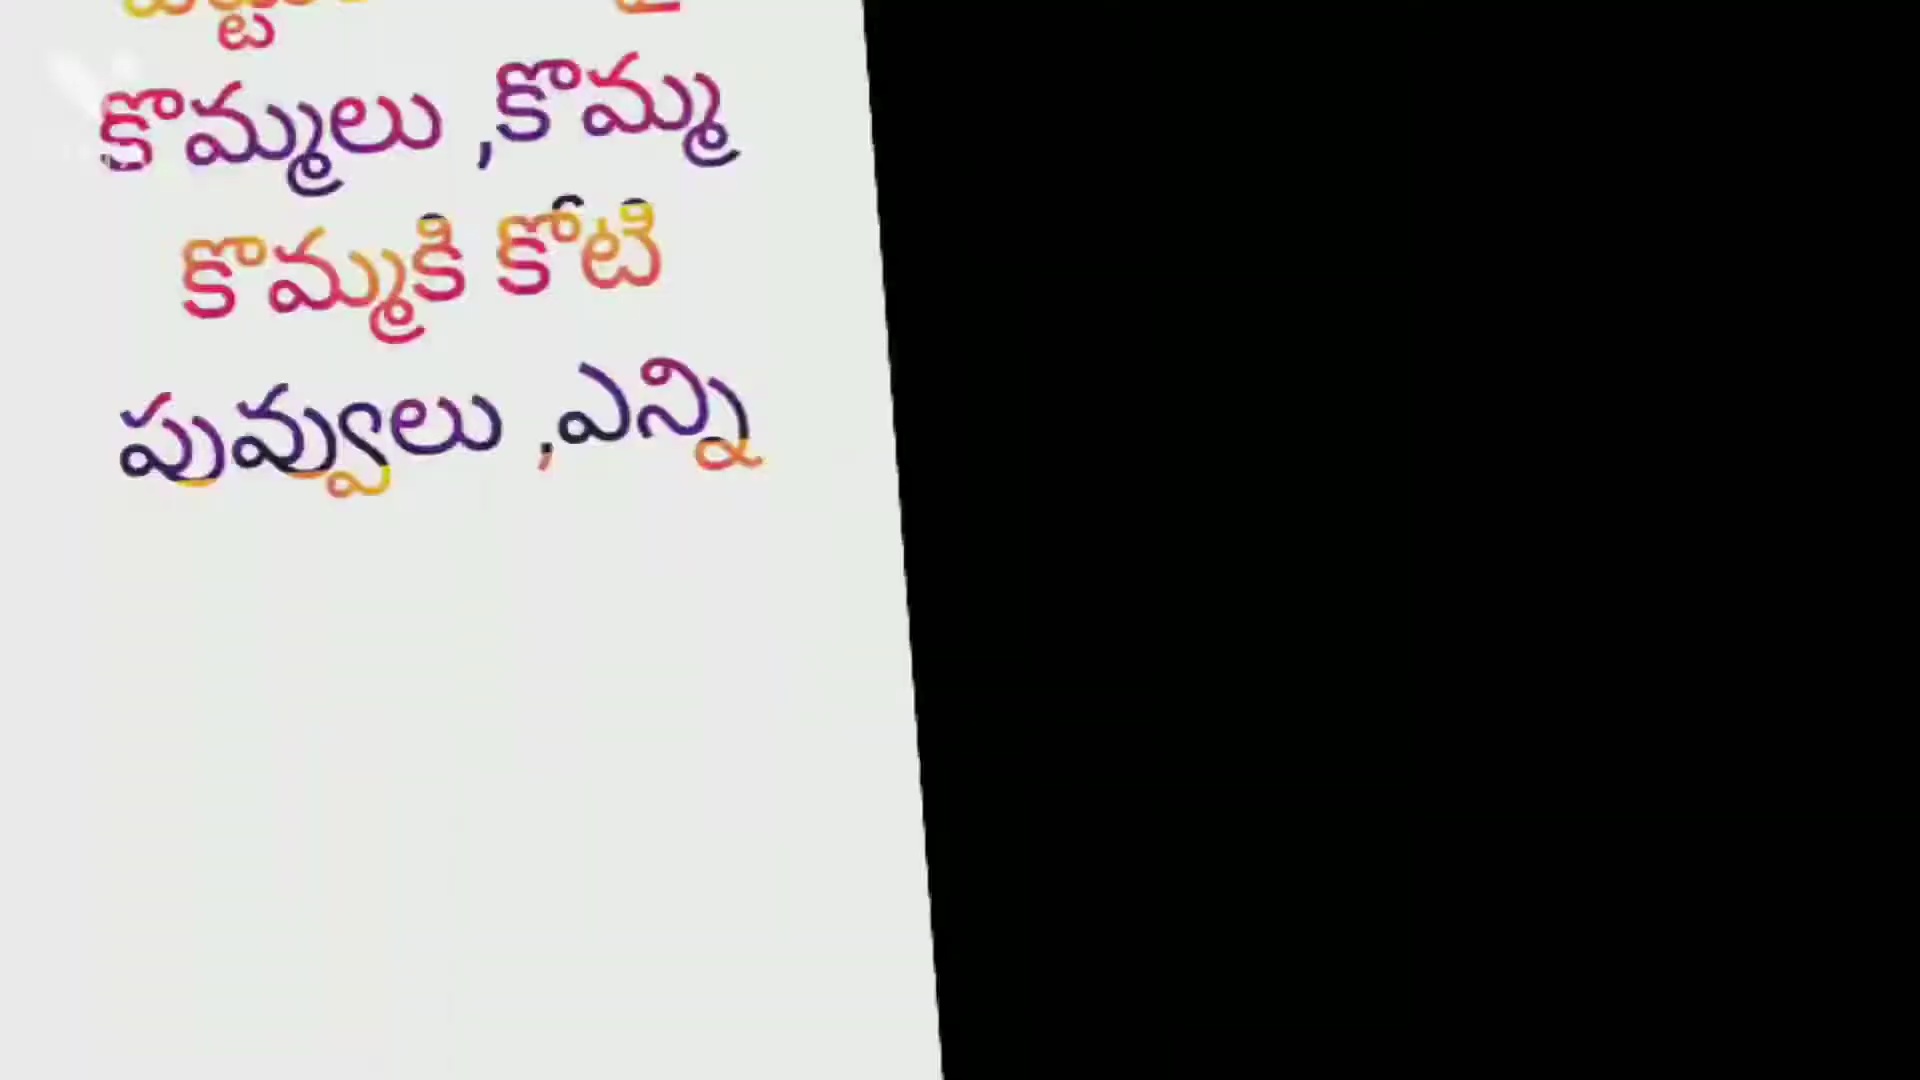 కొమ్మలు ,కొమ్మ
కొమ్మకి కోటి
పువ్వులు ,ఎన్ని